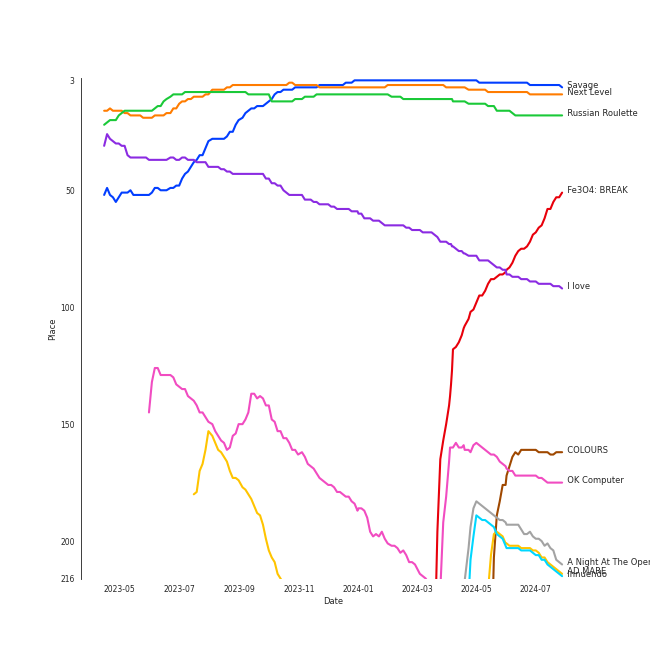 3
50
100
150
200
216
Place
2023-05
2023-07
2023-09
2023-11
2024-01
2024-03
2024-05
2024-07
Date
Savage
Next Level
Russian Roulette
Fe3O4: BREAK
I love
COLOURS
OK Computer
A Night At The Oper
AD MARE
Innuendo